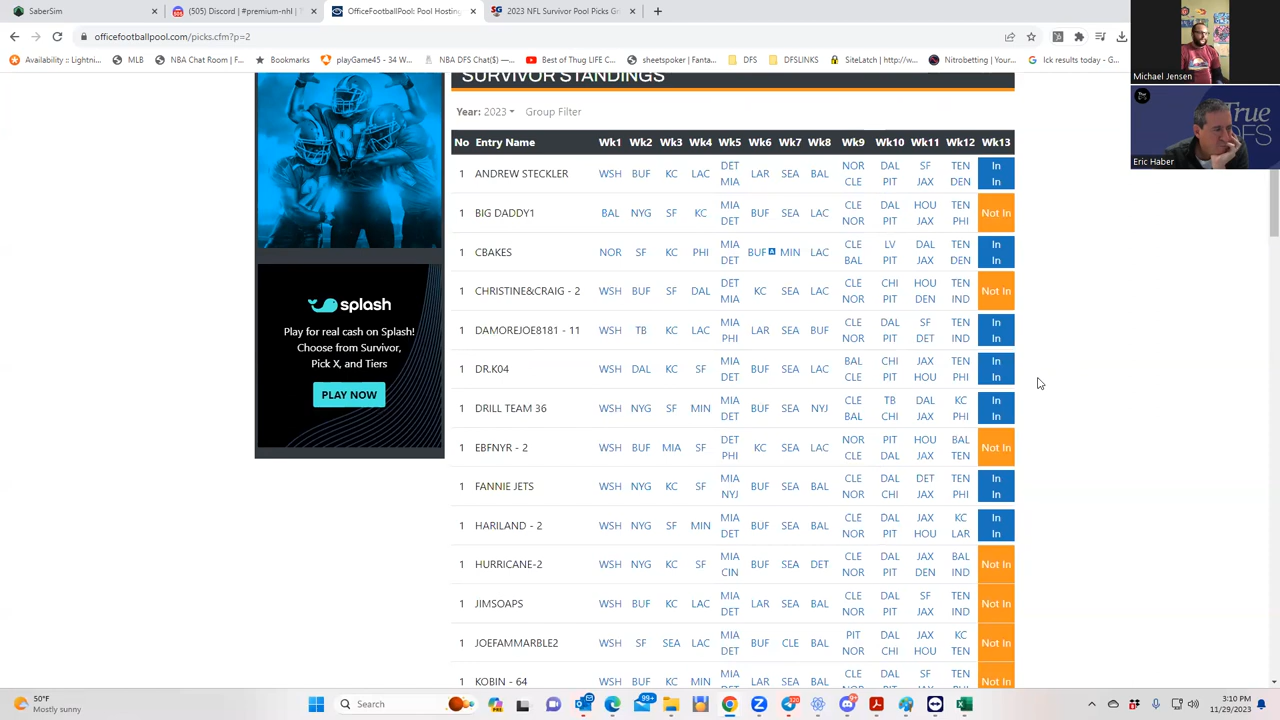 SaberSim
(505) Discord | #premium-nh!
OfficeFootballPool: Pool Hosting
2023 NFL Survivor Pool Picks Gr
officefootballpool.com/picks.cfm?p=2
Availability :: Lightni...
MLB
NBA Chat Room | Fa...
Bookmarks
playGame45 - 34 W...
NBA DFS Chat($) -...
Best of Thug LIFE C...
sheetspoker | Fanta...
DFS
DFSLINKS
SiteLatch | http://w...
Nitrobetting | Your...
Ick results today - G...
Michael Jensen
True
DFS
Eric Haber
SURVIVOR STANDINGS
Year: 2023 Group Filter
No Entry Name Wk1 Wk2 Wk3 Wk4 Wk5 Wk6 Wk7 Wk8 Wk9 Wk10 Wk11 Wk12 Wk13
DET NOR DAL SF TEN In
1 ANDREW STECKLER WSH BUF KC LAC LAR SEA BAL
MIA CLE PIT JAX DEN In
MIA CLE DAL HOU TEN
1 BIG DADDY1 BAL NYG SF KC BUF SEA LAC Not In
DET NOR PIT JAX PHI
MIA CLE LV DAL TEN In
1 CBAKES NOR SF KC PHI BUF A MIN LAC
DET BAL PIT JAX DEN In
DET CLE CHI HOU TEN
1 CHRISTINE&CRAIG - 2 WSH BUF SF DAL KC SEA LAC Not In
MIA NOR PIT DEN IND
MIA CLE DAL SF TEN In
1 DAMOREJOE8181 - 11 WSH TB KC LAC LAR SEA BUF
PHI NOR PIT DET IND In
MIA BAL CHI JAX TEN In
1 DR.K04 WSH DAL KC SF BUF SEA LAC
DET CLE PIT HOU PHI In
MIA CLE TB DAL KC In
1 DRILL TEAM 36 WSH NYG SF MIN BUF SEA NYJ
DET BAL CHI JAX PHI In
DET NOR PIT HOU BAL
1 EBFNYR - 2 WSH BUF MIA SF KC SEA LAC Not In
PHI CLE DAL JAX TEN
MIA CLE DAL DET TEN In
1 FANNIE JETS WSH NYG KC SF BUF SEA BAL
NYJ NOR CHI JAX PHI In
MIA CLE DAL JAX KC In
1 HARILAND - 2 WSH NYG SF MIN BUF SEA BAL
DET NOR PIT HOU LAR In
MIA CLE DAL JAX BAL
1 HURRICANE-2 WSH NYG KC SF BUF SEA DET Not In
CIN NOR PIT DEN IND
MIA CLE DAL SF TEN
1 JIMSOAPS WSH BUF KC LAC LAR SEA BAL Not In
DET NOR PIT JAX IND
MIA PIT DAL JAX KC
1 JOEFAMMARBLE2 WSH SF SEA LAC BUF CLE BAL Not In
DET NOR CHI HOU TEN
MIA CLE DAL SF TEN
1 KOBIN - 64 WSH BUF KC MIN LAR SEA BAL Not In
splash
Play for real cash on Splash!
Choose from Survivor,
Pick X, and Tiers
PLAY NOW
50°F
Mostly sunny
Search
99+
3:10 PM
11/29/2023